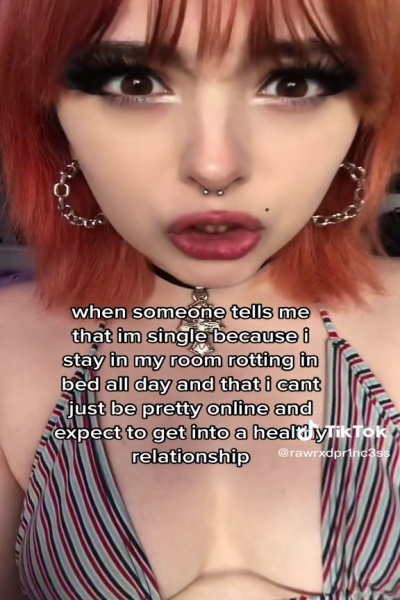 when someone tells me
that im single because i
stay in my room rotting in
bed all day and that i cant
just be pretty online and
expect to get into a healthy
relationship
TikTok
@rawrxdpr1nc3ss